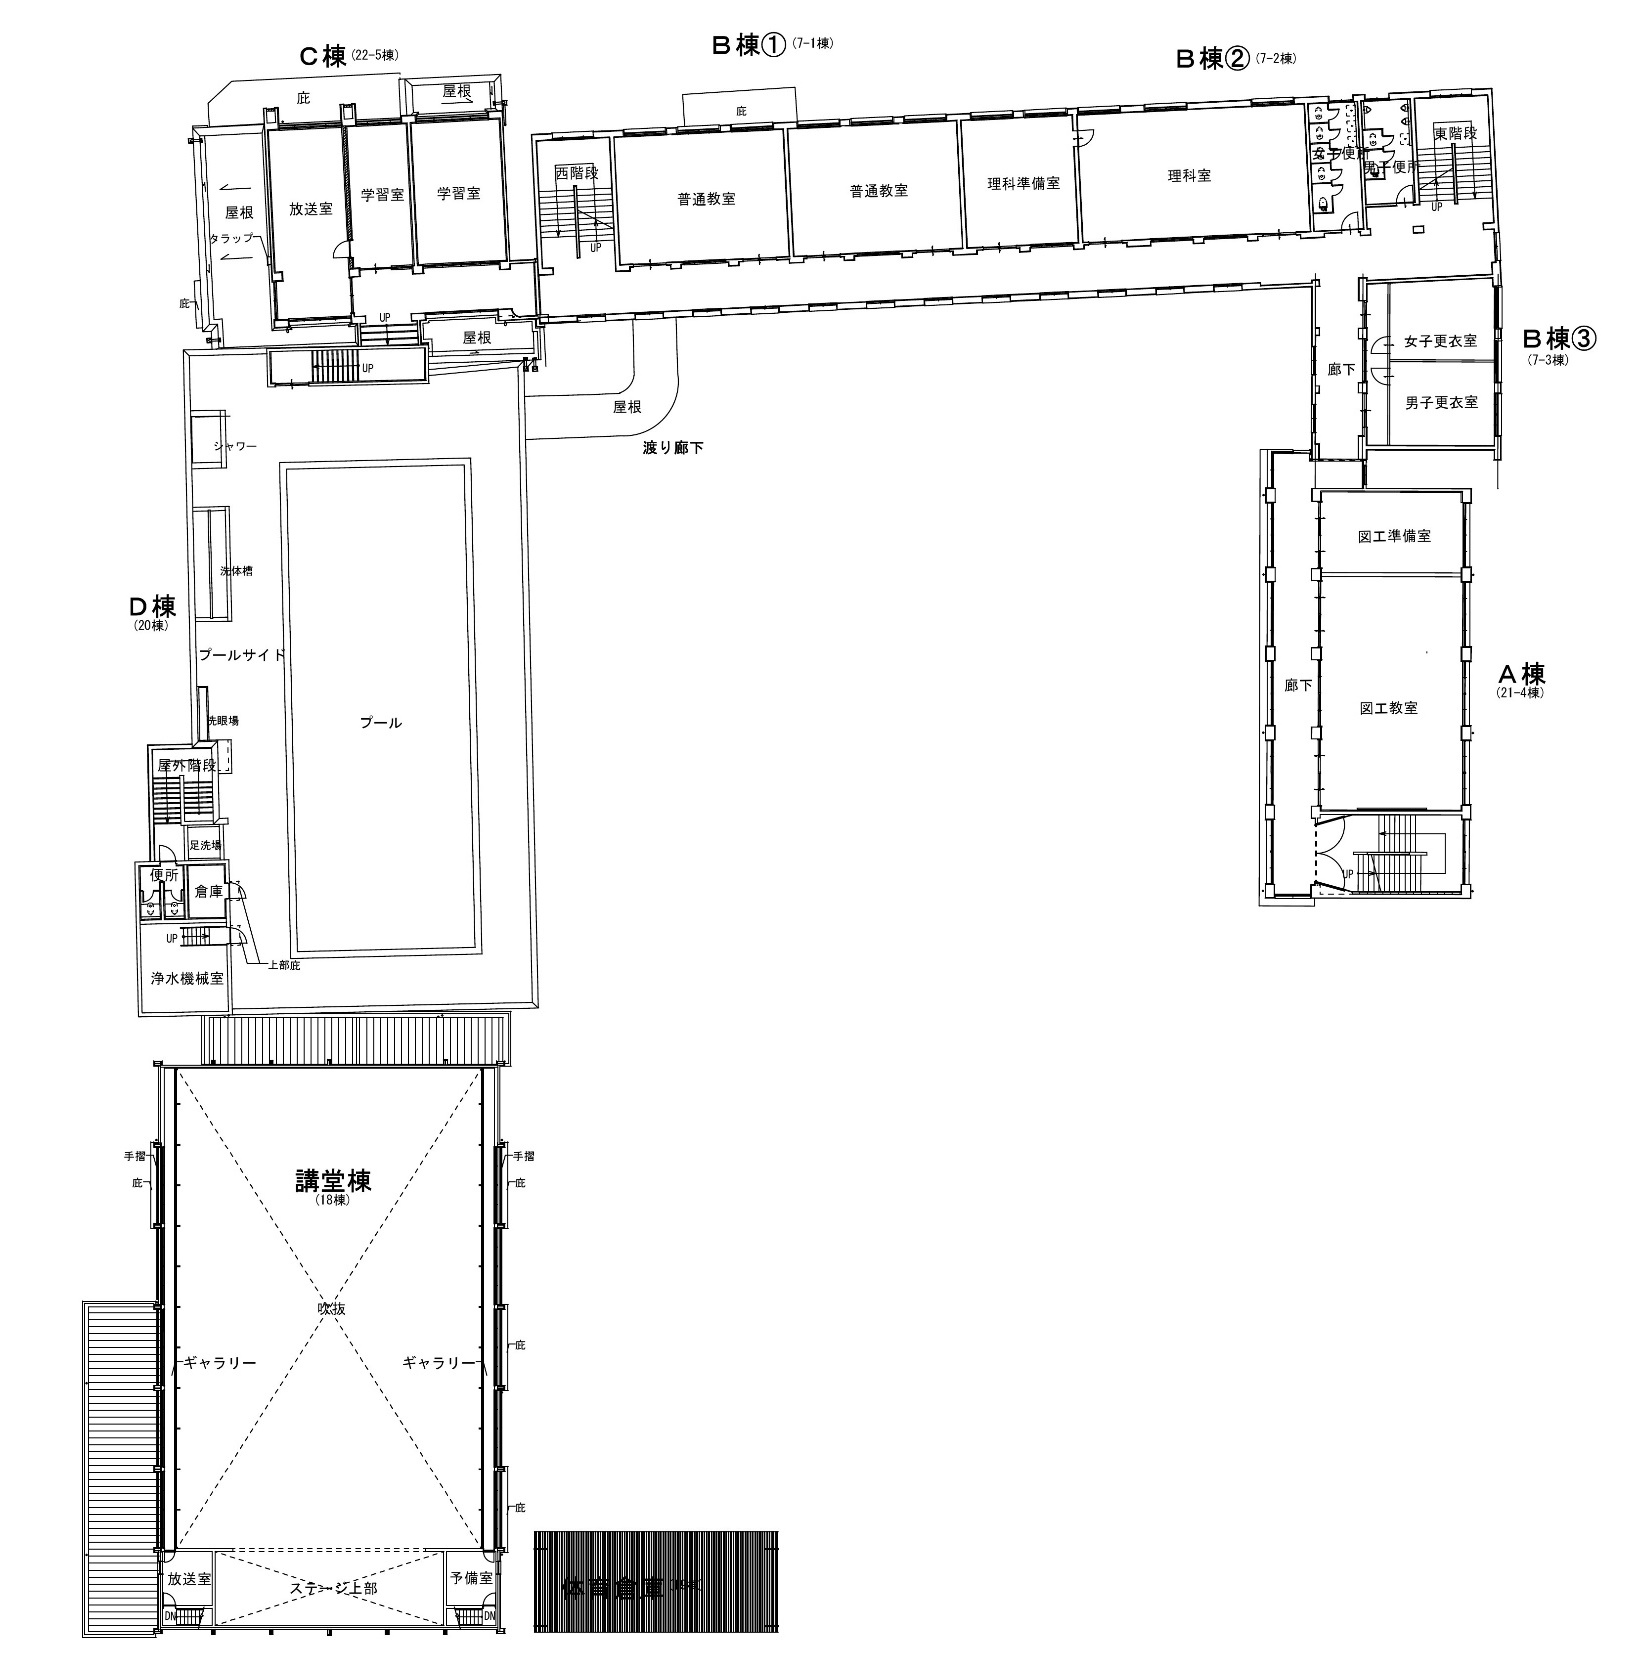 C棟 (22-5棟)
B棟① (7-1棟)
B棟② (7-2棟)
庇
屋根
庇
屋根
タラップ
庇
放送室
学習室
学習室
UP
屋根
UP
西階段
UP
普通教室
普通教室
理科準備室
理科室
女子便所
男子便所
東階段
UP
B棟③
(7-3棟)
女子更衣室
男子更衣室
廊下
屋根
渡り廊下
シャワー
洗体槽
D棟
(20棟)
プールサイド
プール
洗眼場
屋外階段
足洗場
便所
倉庫
UP
上部庇
浄水機械室
図工準備室
図工教室
廊下
A棟
(21-4棟)
UP
手摺
庇
手摺
庇
講堂棟
(18棟)
吹抜
庇
ギャラリー
ギャラリー
庇
放送室
ステージ上部
予備室
DN
DN
体育倉庫